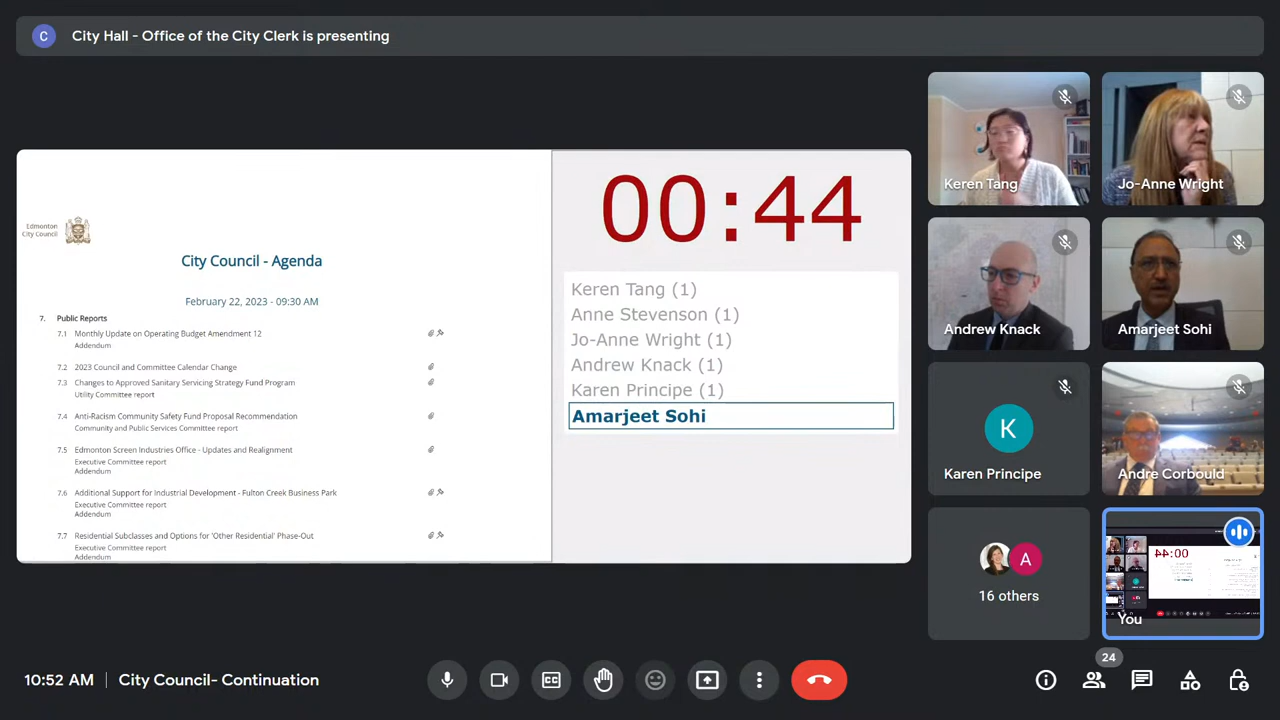 C City Hall - Office of the City Clerk is presenting
Edmonton
City Council
City Council - Agenda
February 22, 2023 - 09:30 AM
7. Public Reports
7.1 Monthly Update on Operating Budget Amendment 12
Addendum
7.2 2023 Council and Committee Calendar Change
7.3 Changes to Approved Sanitary Servicing Strategy Fund Program
Utility Committee report
7.4 Anti-Racism Community Safety Fund Proposal Recommendation
Community and Public Services Committee report
7.5 Edmonton Screen Industries Office - Updates and Realignment
Executive Committee report
Addendum
7.6 Additional Support for Industrial Development - Fulton Creek Business Park
Executive Committee report
Addendum
7.7 Residential Subclasses and Options for 'Other Residential' Phase-Out
Executive Committee report
Addendum
00:44
Keren Tang (1)
Anne Stevenson (1)
Jo-Anne Wright (1)
Andrew Knack (1)
Karen Principe (1)
Amarjeet Sohi
Keren Tang
Jo-Anne Wright
Andrew Knack
Amarjeet Sohi
K
Karen Principe
Andre Corbould
A
16 others
00:44
You
10:52 AM | City Council- Continuation
CC
24